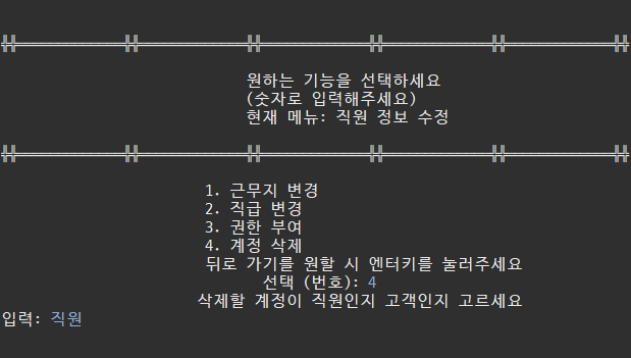 원하는 기능을 선택하세요
(숫자로 입력해주세요)
현재 메뉴: 직원 정보 수정
1. 근무지 변경
2. 직급 변경
3. 권한 부여
4. 계정 삭제
뒤로 가기를 원할 시 엔터키를 눌러주세요
선택 (번호): 4
삭제할 계정이 직원인지 고객인지 고르세요
입력: 직원